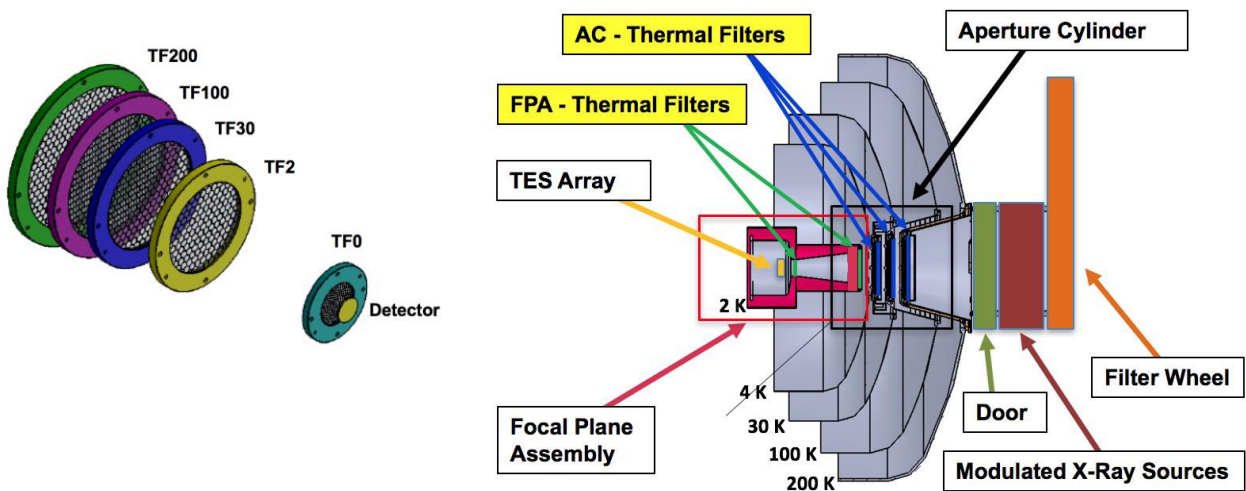 TF200
TF100
TF30
TF2
TF0
Detector
AC - Thermal Filters
Aperture Cylinder
FPA - Thermal Filters
TES Array
2 K
4 K
30 K
100 K
200 K
Focal Plane
Assembly
Filter Wheel
Door
Modulated X-Ray Sources